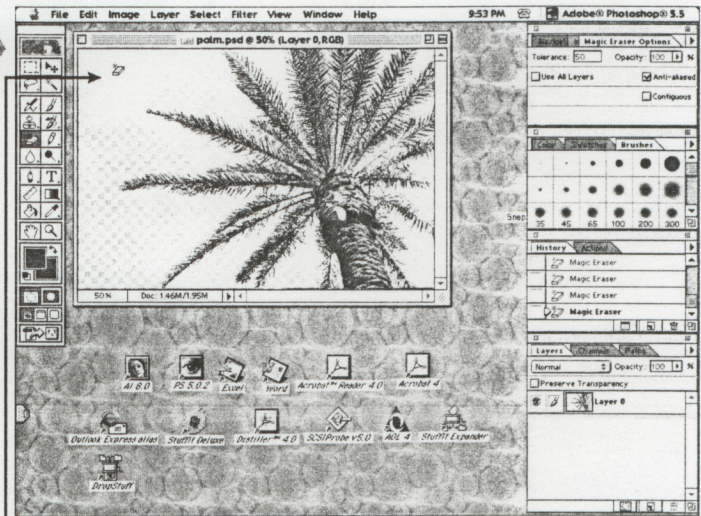 File Edit Image Layer Select Filter View Window Help 9:53 PM Adobe® Photoshop® 5.5
palm.psd @ 50% (Layer 0,RGB)
Magic Eraser Options
Tolerance: 50 Opacity: 100 %
Use All Layers Anti-aliased
Contiguous
Color Swatches Brushes
35 45 65 100 200 300
Snap
History Actions
Magic Eraser
Magic Eraser
Magic Eraser
Magic Eraser
50% Doc: 1.46M/1.95M
Layers Channels Paths
Normal Opacity: 100 %
Preserve Transparency
Layer 0
AI 8.0 PS 5.0.2 Excel Word Acrobat™ Reader 4.0 Acrobat 4
Outlook Express alias StuffIt Deluxe Distiller™ 4.0 SCSIProbe v5.0 AOL 4 StuffIt Expander
DropStuff